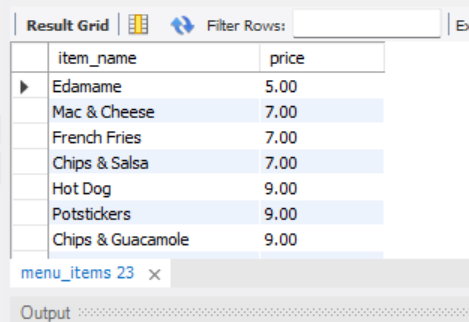 Result Grid Filter Rows: Ex
item_name price
Edamame 5.00
Mac & Cheese 7.00
French Fries 7.00
Chips & Salsa 7.00
Hot Dog 9.00
Potstickers 9.00
Chips & Guacamole 9.00
menu_items 23 ×
Output